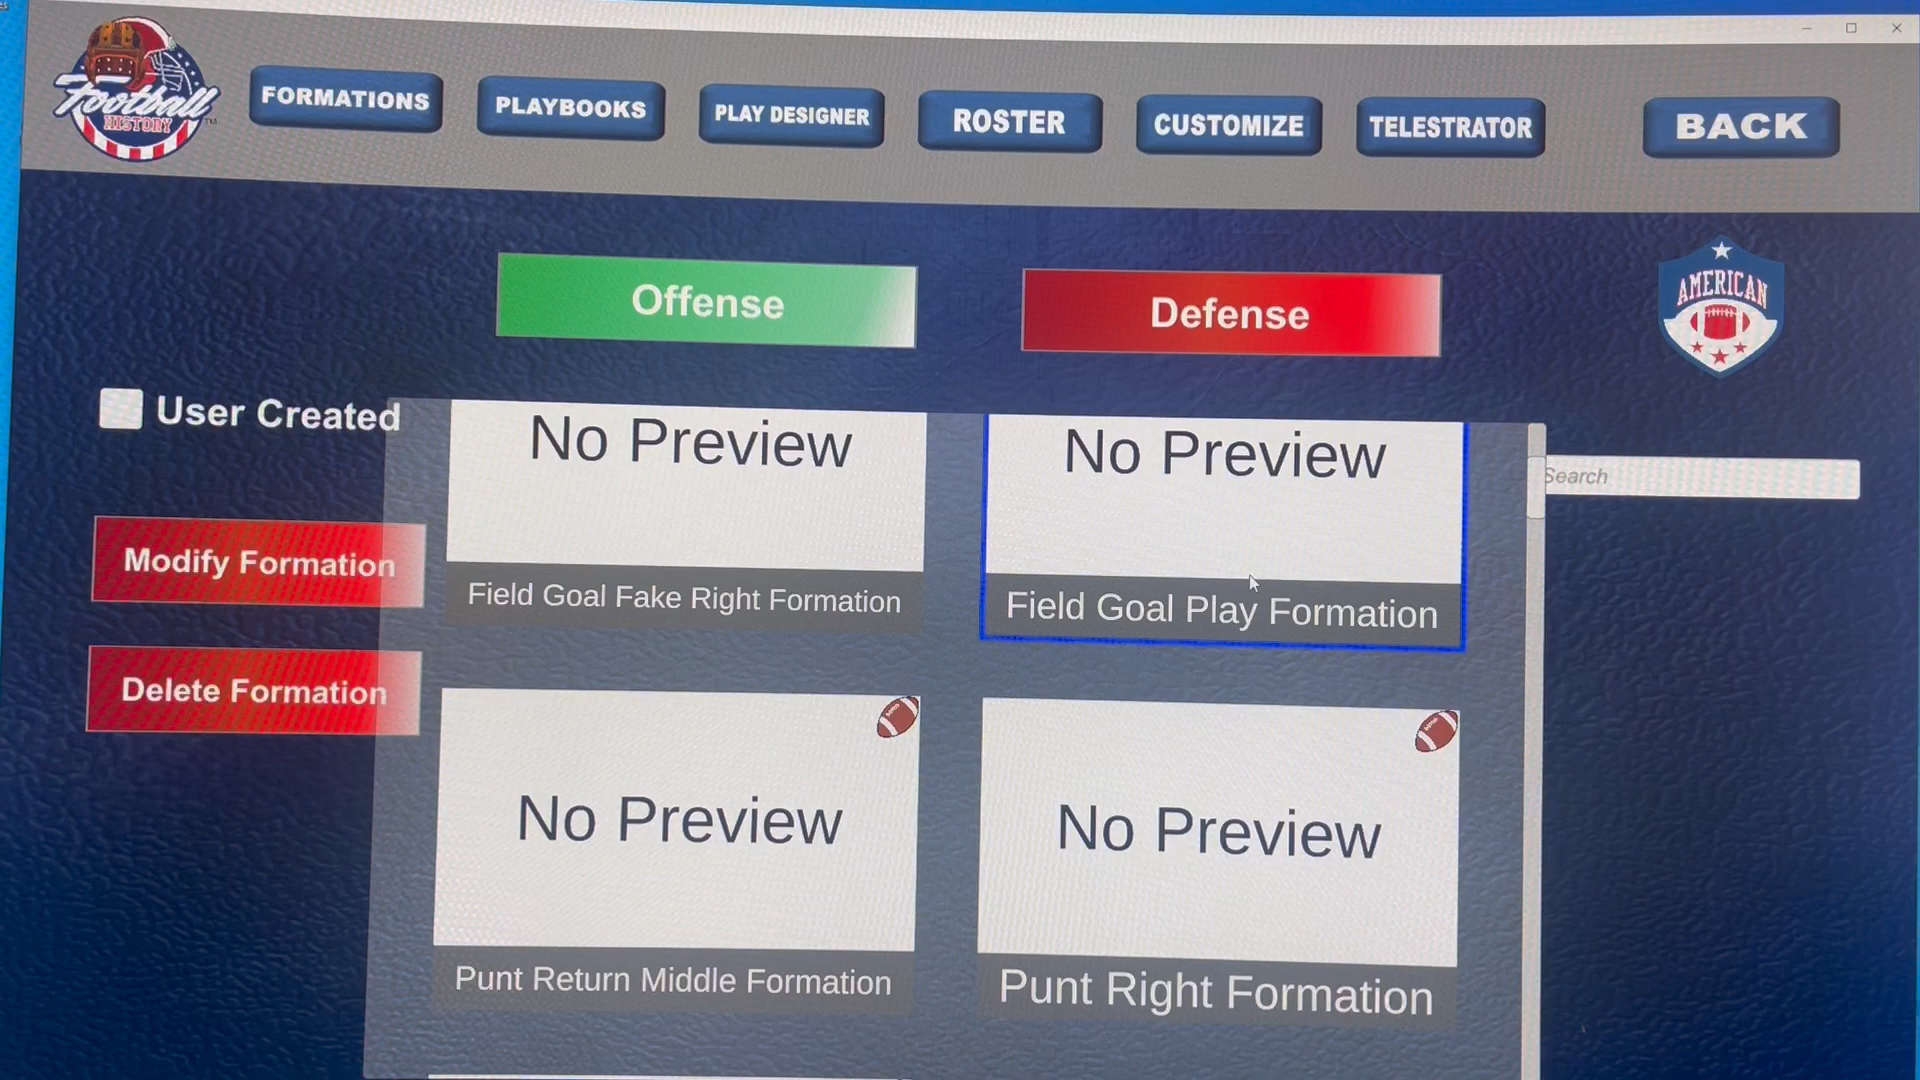 Football
HISTORY
TM
FORMATIONS
PLAYBOOKS
PLAY DESIGNER
ROSTER
CUSTOMIZE
TELESTRATOR
BACK
Offense
Defense
AMERICAN
User Created
Search
No Preview
No Preview
Modify Formation
Field Goal Fake Right Formation
Field Goal Play Formation
Delete Formation
No Preview
No Preview
Punt Return Middle Formation
Punt Right Formation